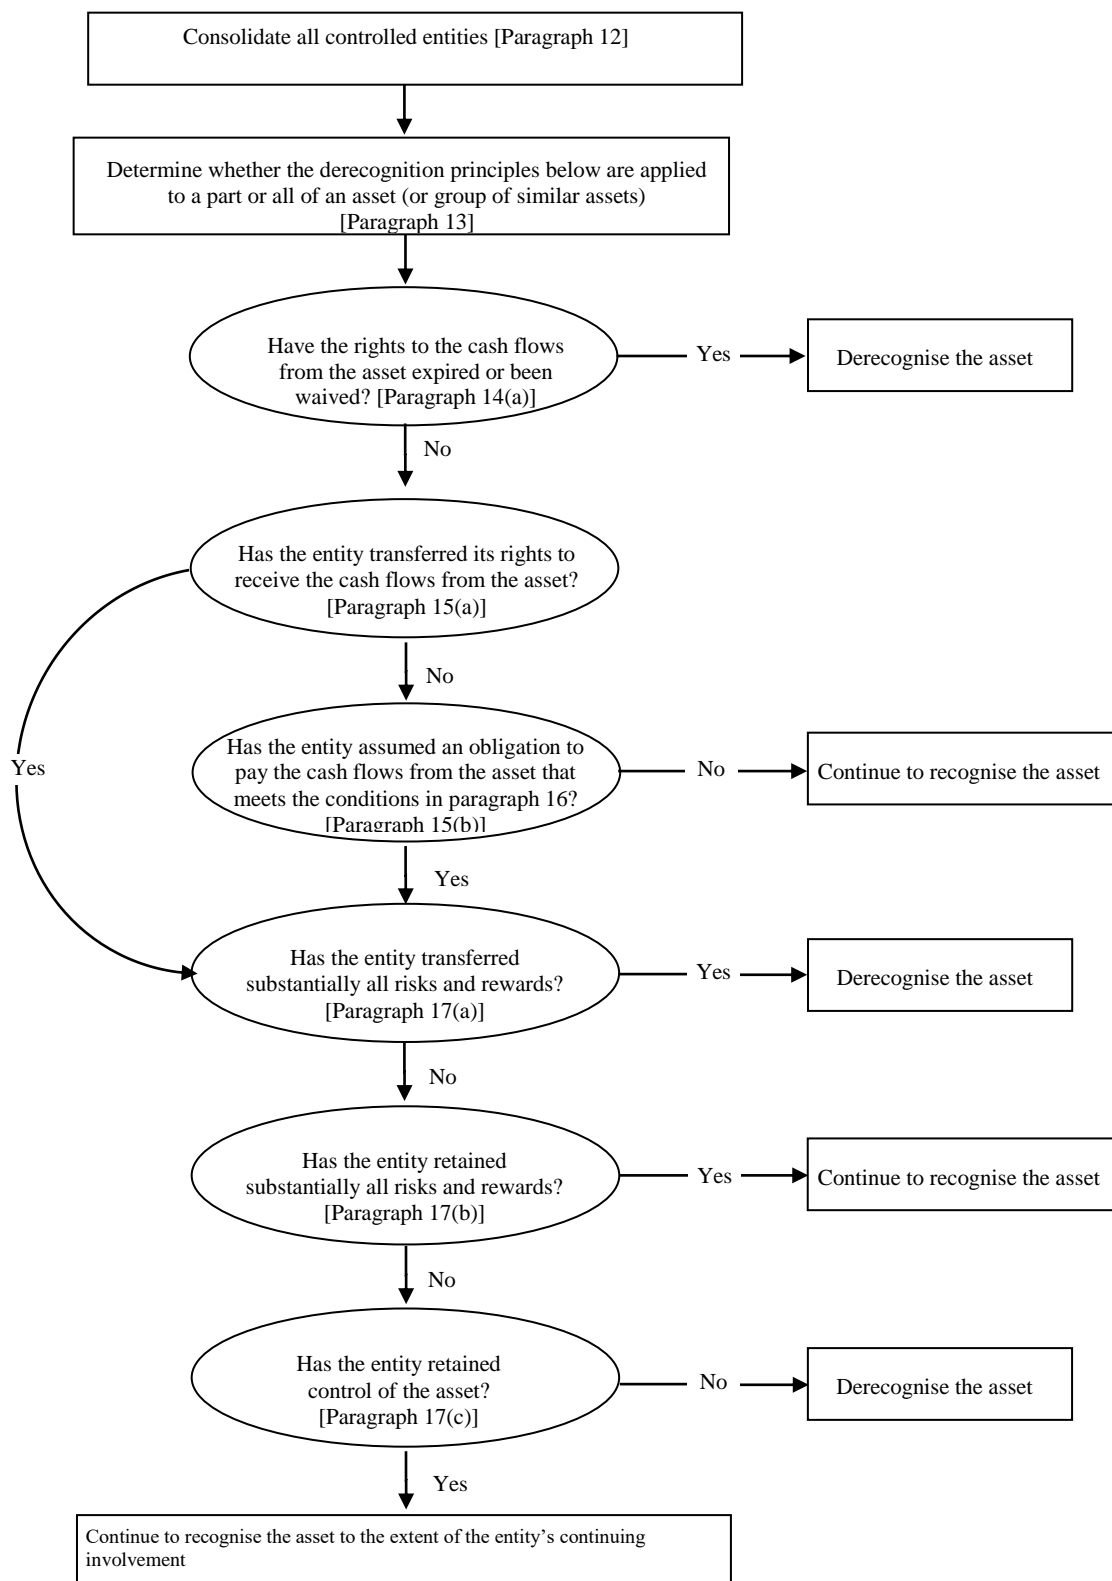 Consolidate all controlled entities [Paragraph 12]
Determine whether the derecognition principles below are applied
to a part or all of an asset (or group of similar assets)
[Paragraph 13]
Have the rights to the cash flows
from the asset expired or been
waived? [Paragraph 14(a)]
Yes
Derecognise the asset
No
Has the entity transferred its rights to
receive the cash flows from the asset?
[Paragraph 15(a)]
No
Yes
Has the entity assumed an obligation to
pay the cash flows from the asset that
meets the conditions in paragraph 16?
[Paragraph 15(b)]
No
Continue to recognise the asset
Yes
Has the entity transferred
substantially all risks and rewards?
[Paragraph 17(a)]
Yes
Derecognise the asset
No
Has the entity retained
substantially all risks and rewards?
[Paragraph 17(b)]
Yes
Continue to recognise the asset
No
Has the entity retained
control of the asset?
[Paragraph 17(c)]
No
Derecognise the asset
Yes
Continue to recognise the asset to the extent of the entity’s continuing
involvement